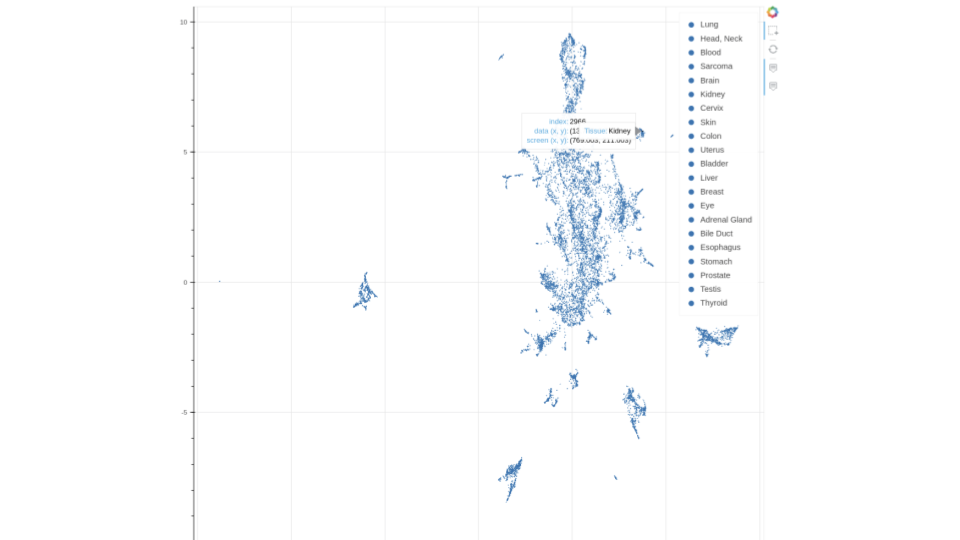 10
5
0
-5
index: 2966
data (x, y): (13
Tissue: Kidney
screen (x, y):
Lung
Head, Neck
Blood
Sarcoma
Brain
Kidney
Cervix
Skin
Colon
Uterus
Bladder
Liver
Breast
Eye
Adrenal Gland
Bile Duct
Esophagus
Stomach
Prostate
Testis
Thyroid